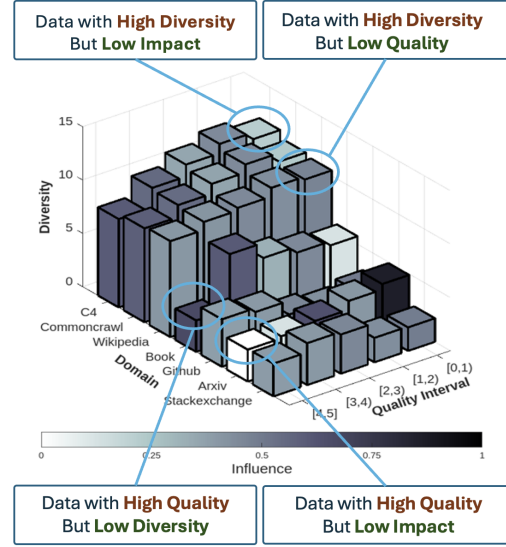 Data with High Diversity
But Low Impact
Data with High Diversity
But Low Quality
15
10
5
0
Diversity
C4
Commoncrawl
Wikipedia
Book
Github
Arxiv
Stackexchange
Domain
[4,5]
[3,4)
[2,3)
[1,2)
[0,1)
Quality Interval
0
0.25
0.5
0.75
1
Influence
Data with High Quality
But Low Diversity
Data with High Quality
But Low Impact